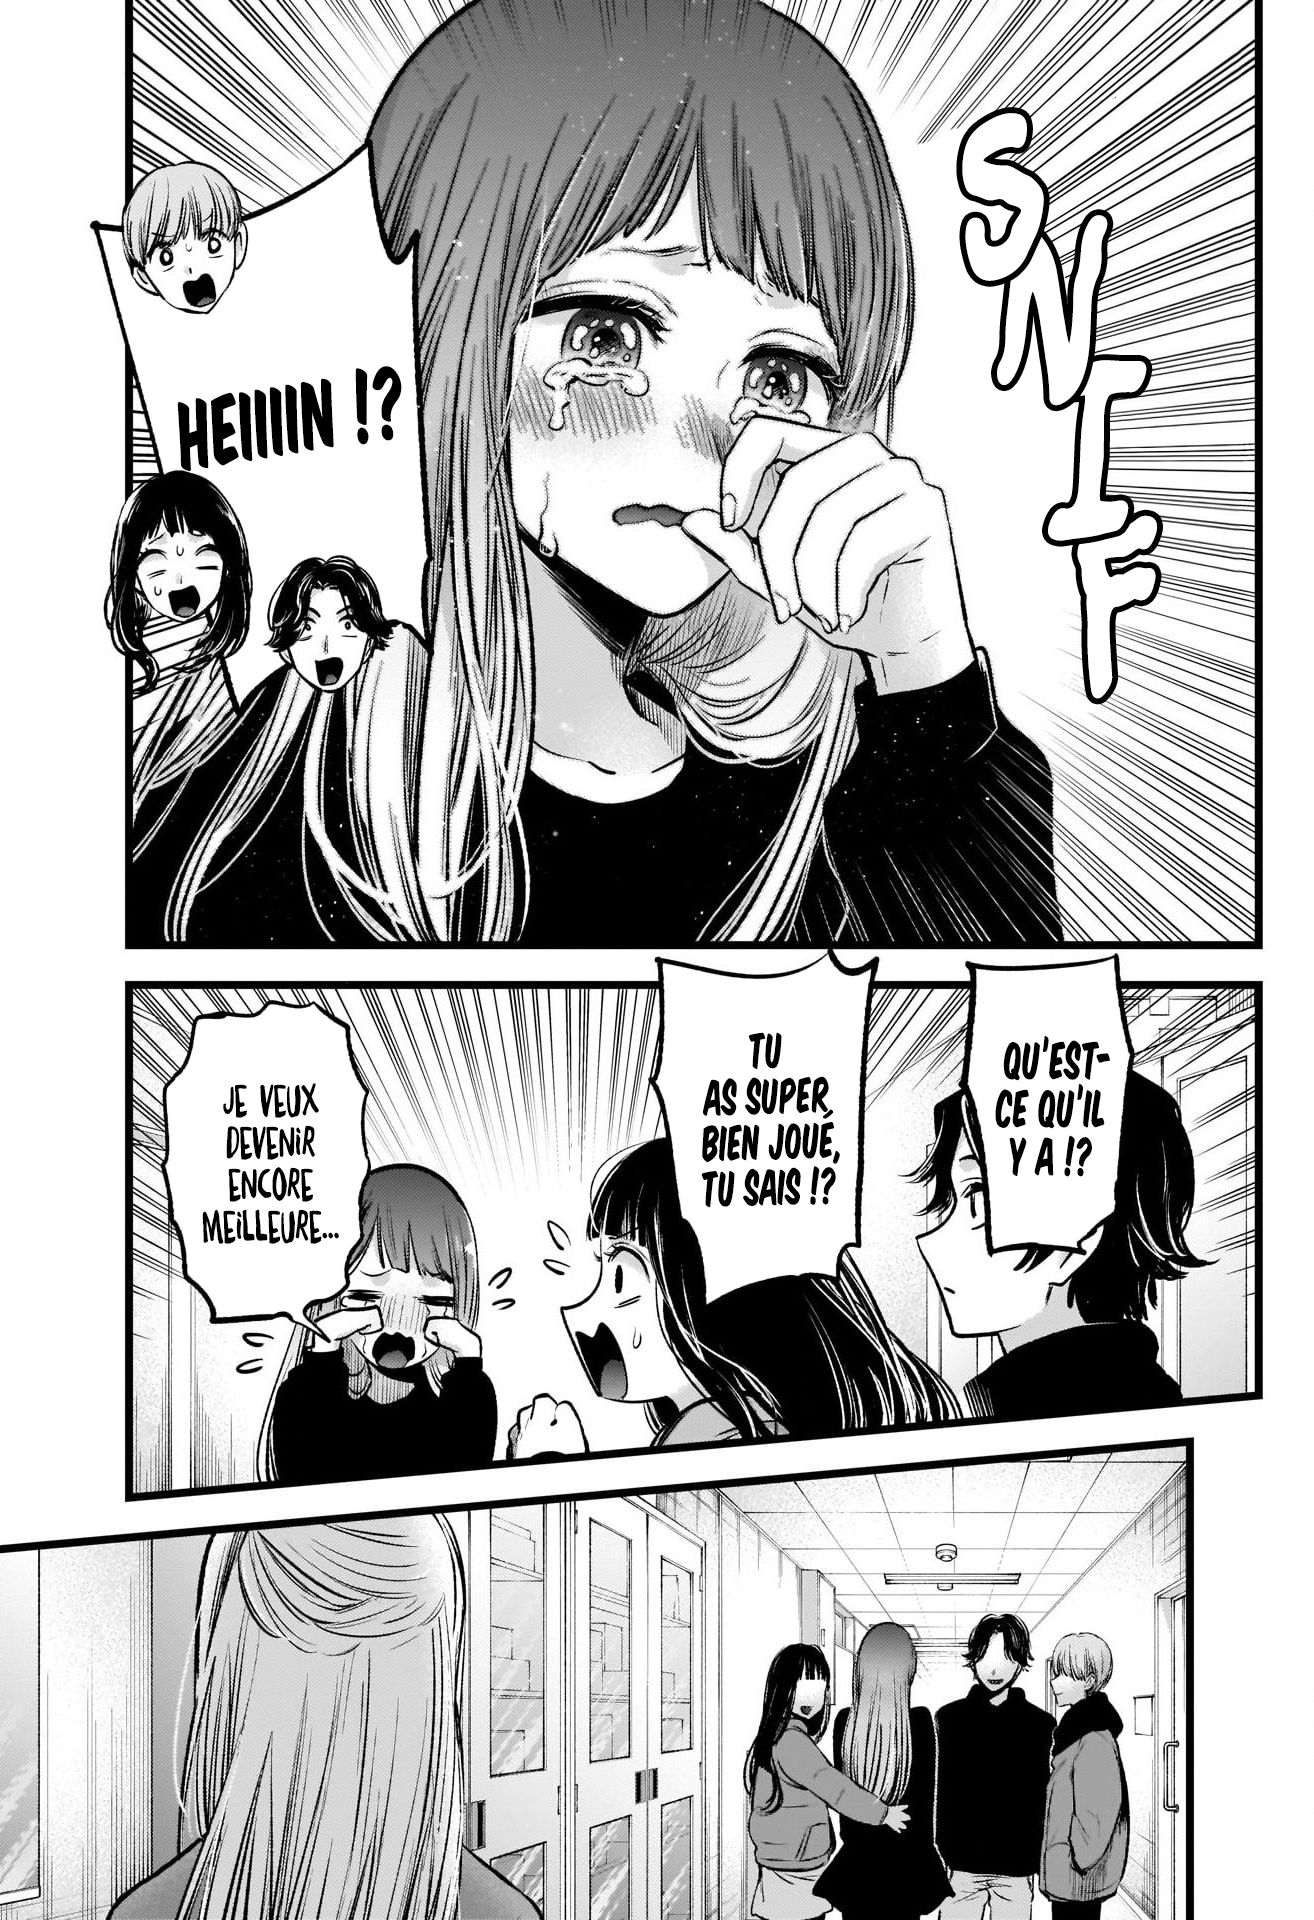 SNIF
HEIIIIN !?
QU'EST-
CE QU'IL
Y A !?
TU
AS SUPER,
BIEN JOUÉ,
TU SAIS !?
JE VEUX
DEVENIR
ENCORE
MEILLEURE...